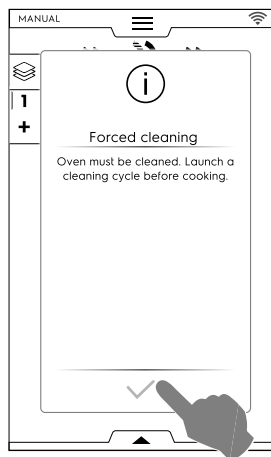 MANUAL
1
+
i
Forced cleaning
Oven must be cleaned. Launch a
cleaning cycle before cooking.